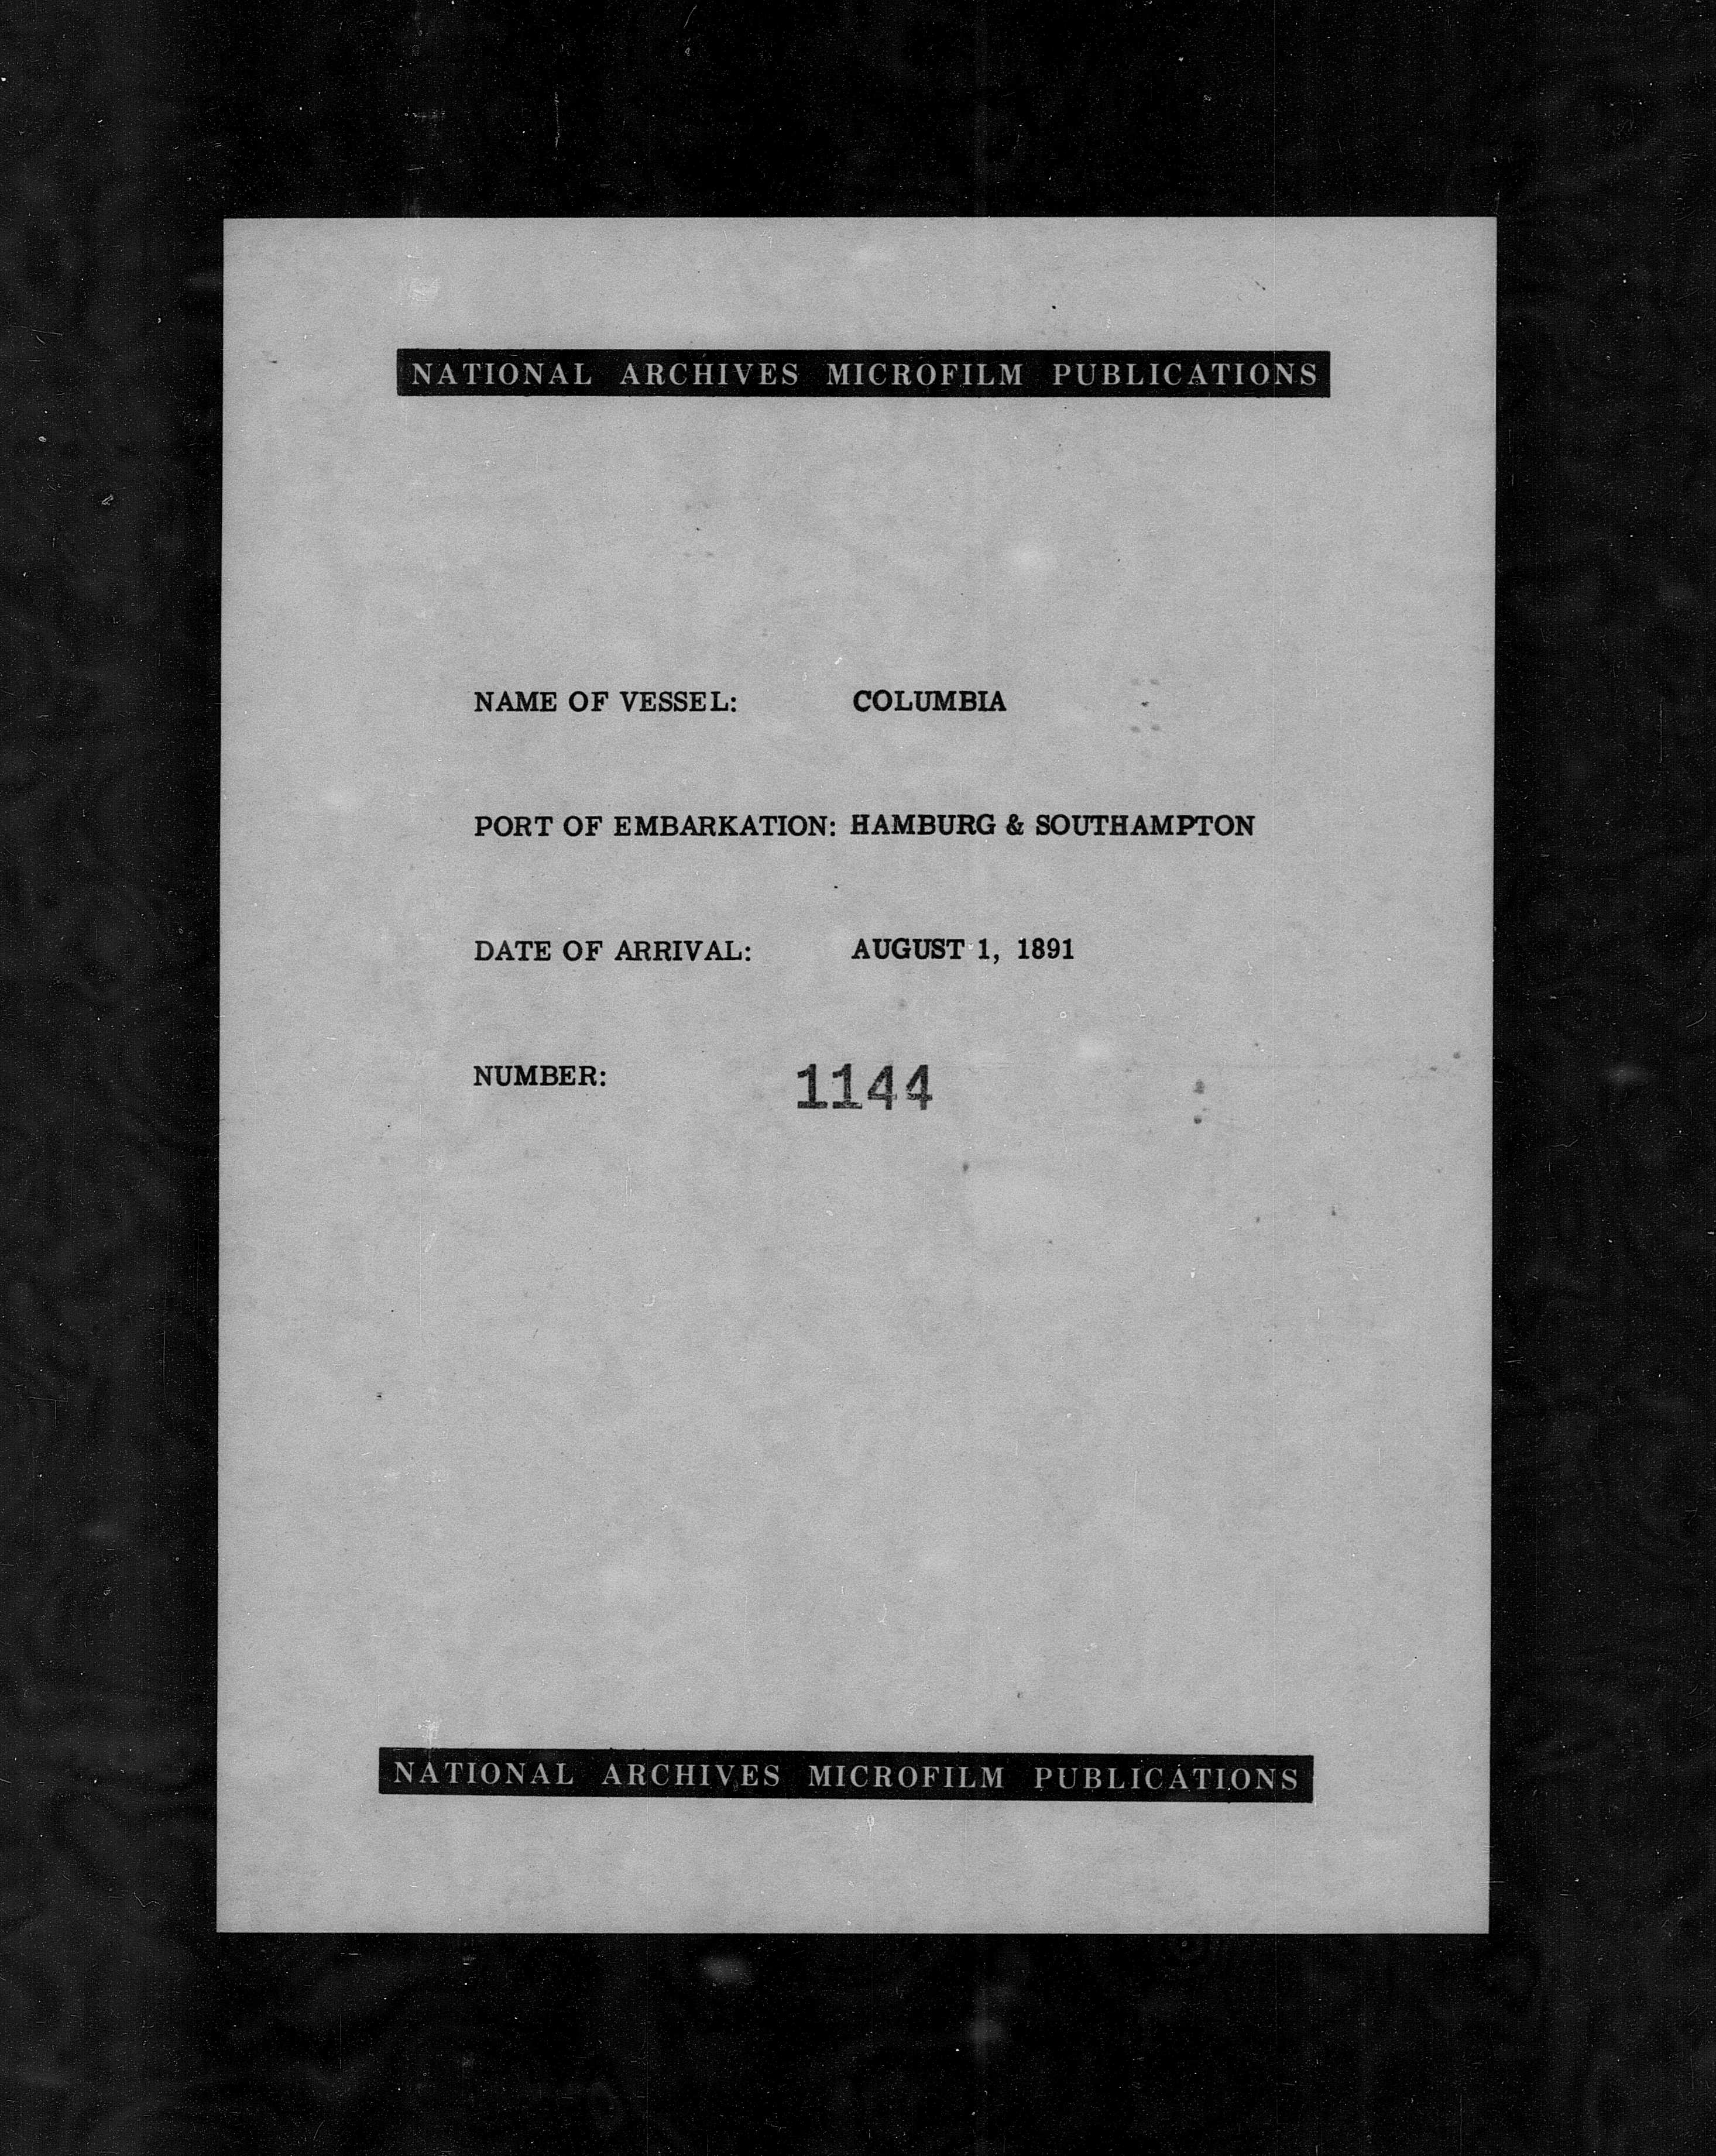 NATIONAL ARCHIVES MICROFILM PUBLICATIONS
NAME OF VESSEL: COLUMBIA
PORT OF EMBARKATION: HAMBURG & SOUTHAMPTON
DATE OF ARRIVAL: AUGUST 1, 1891
NUMBER: 1144
NATIONAL ARCHIVES MICROFILM PUBLICATIONS